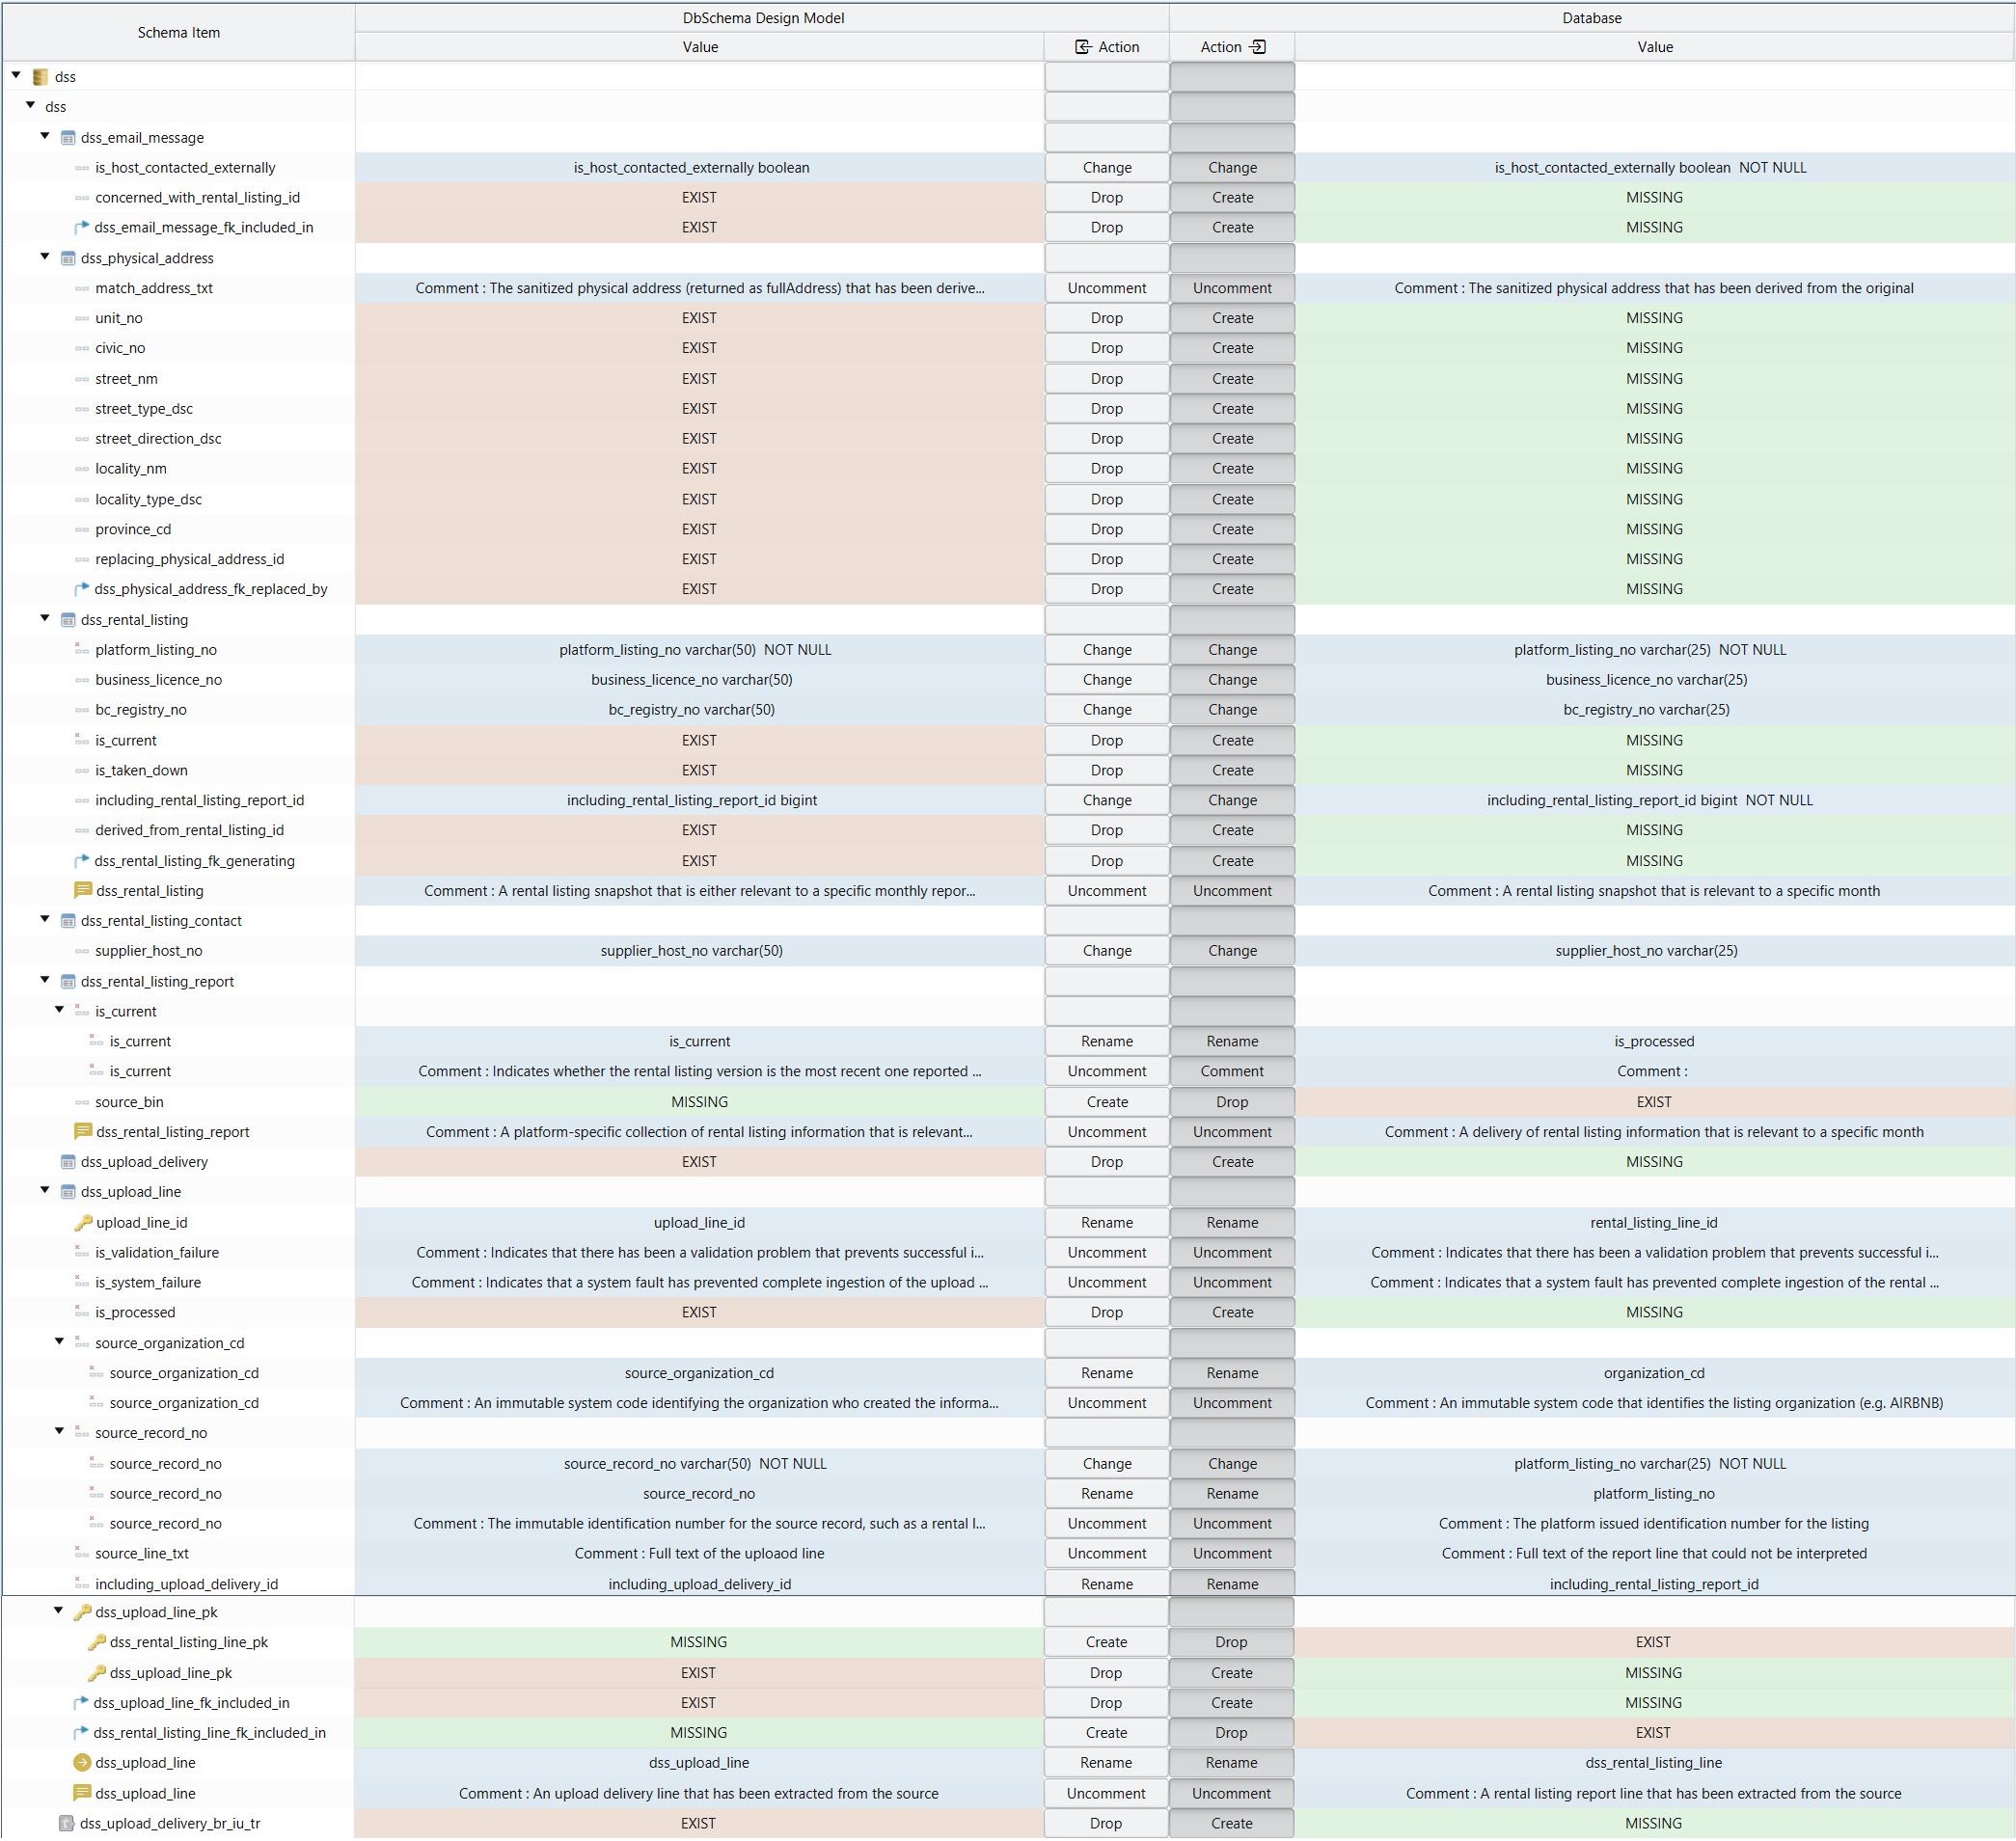 Schema Item DbSchema Design Model Database
Value Action Action Value
dss
dss
dss_email_message
is_host_contacted_externally is_host_contacted_externally boolean Change Change is_host_contacted_externally boolean NOT NULL
concerned_with_rental_listing_id EXIST Drop Create MISSING
dss_email_message_fk_included_in EXIST Drop Create MISSING
dss_physical_address
match_address_txt Comment : The sanitized physical address (returned as fullAddress) that has been derive... Uncomment Uncomment Comment : The sanitized physical address that has been derived from the original
unit_no EXIST Drop Create MISSING
civic_no EXIST Drop Create MISSING
street_nm EXIST Drop Create MISSING
street_type_dsc EXIST Drop Create MISSING
street_direction_dsc EXIST Drop Create MISSING
locality_nm EXIST Drop Create MISSING
locality_type_dsc EXIST Drop Create MISSING
province_cd EXIST Drop Create MISSING
replacing_physical_address_id EXIST Drop Create MISSING
dss_physical_address_fk_replaced_by EXIST Drop Create MISSING
dss_rental_listing
platform_listing_no platform_listing_no varchar(50) NOT NULL Change Change platform_listing_no varchar(25) NOT NULL
business_licence_no business_licence_no varchar(50) Change Change business_licence_no varchar(25)
bc_registry_no bc_registry_no varchar(50) Change Change bc_registry_no varchar(25)
is_current EXIST Drop Create MISSING
is_taken_down EXIST Drop Create MISSING
including_rental_listing_report_id including_rental_listing_report_id bigint Change Change including_rental_listing_report_id bigint NOT NULL
derived_from_rental_listing_id EXIST Drop Create MISSING
dss_rental_listing_fk_generating EXIST Drop Create MISSING
dss_rental_listing Comment : A rental listing snapshot that is either relevant to a specific monthly repor... Uncomment Uncomment Comment : A rental listing snapshot that is relevant to a specific month
dss_rental_listing_contact
supplier_host_no supplier_host_no varchar(50) Change Change supplier_host_no varchar(25)
dss_rental_listing_report
is_current
is_current is_current Rename Rename is_processed
is_current Comment : Indicates whether the rental listing version is the most recent one reported ... Uncomment Comment Comment :
source_bin MISSING Create Drop EXIST
dss_rental_listing_report Comment : A platform-specific collection of rental listing information that is relevant... Uncomment Uncomment Comment : A delivery of rental listing information that is relevant to a specific month
dss_upload_delivery EXIST Drop Create MISSING
dss_upload_line
upload_line_id upload_line_id Rename Rename rental_listing_line_id
is_validation_failure Comment : Indicates that there has been a validation problem that prevents successful i... Uncomment Uncomment Comment : Indicates that there has been a validation problem that prevents successful i...
is_system_failure Comment : Indicates that a system fault has prevented complete ingestion of the upload ... Uncomment Uncomment Comment : Indicates that a system fault has prevented complete ingestion of the rental ...
is_processed EXIST Drop Create MISSING
source_organization_cd
source_organization_cd source_organization_cd Rename Rename organization_cd
source_organization_cd Comment : An immutable system code identifying the organization who created the informa... Uncomment Uncomment Comment : An immutable system code that identifies the listing organization (e.g. AIRBNB)
source_record_no
source_record_no source_record_no varchar(50) NOT NULL Change Change platform_listing_no varchar(25) NOT NULL
source_record_no source_record_no Rename Rename platform_listing_no
source_record_no Comment : The immutable identification number for the source record, such as a rental l... Uncomment Uncomment Comment : The platform issued identification number for the listing
source_line_txt Comment : Full text of the uploaod line Uncomment Uncomment Comment : Full text of the report line that could not be interpreted
including_upload_delivery_id including_upload_delivery_id Rename Rename including_rental_listing_report_id
dss_upload_line_pk
dss_rental_listing_line_pk MISSING Create Drop EXIST
dss_upload_line_pk EXIST Drop Create MISSING
dss_upload_line_fk_included_in EXIST Drop Create MISSING
dss_rental_listing_line_fk_included_in MISSING Create Drop EXIST
dss_upload_line dss_upload_line Rename Rename dss_rental_listing_line
dss_upload_line Comment : An upload delivery line that has been extracted from the source Uncomment Uncomment Comment : A rental listing report line that has been extracted from the source
dss_upload_delivery_br_iu_tr EXIST Drop Create MISSING